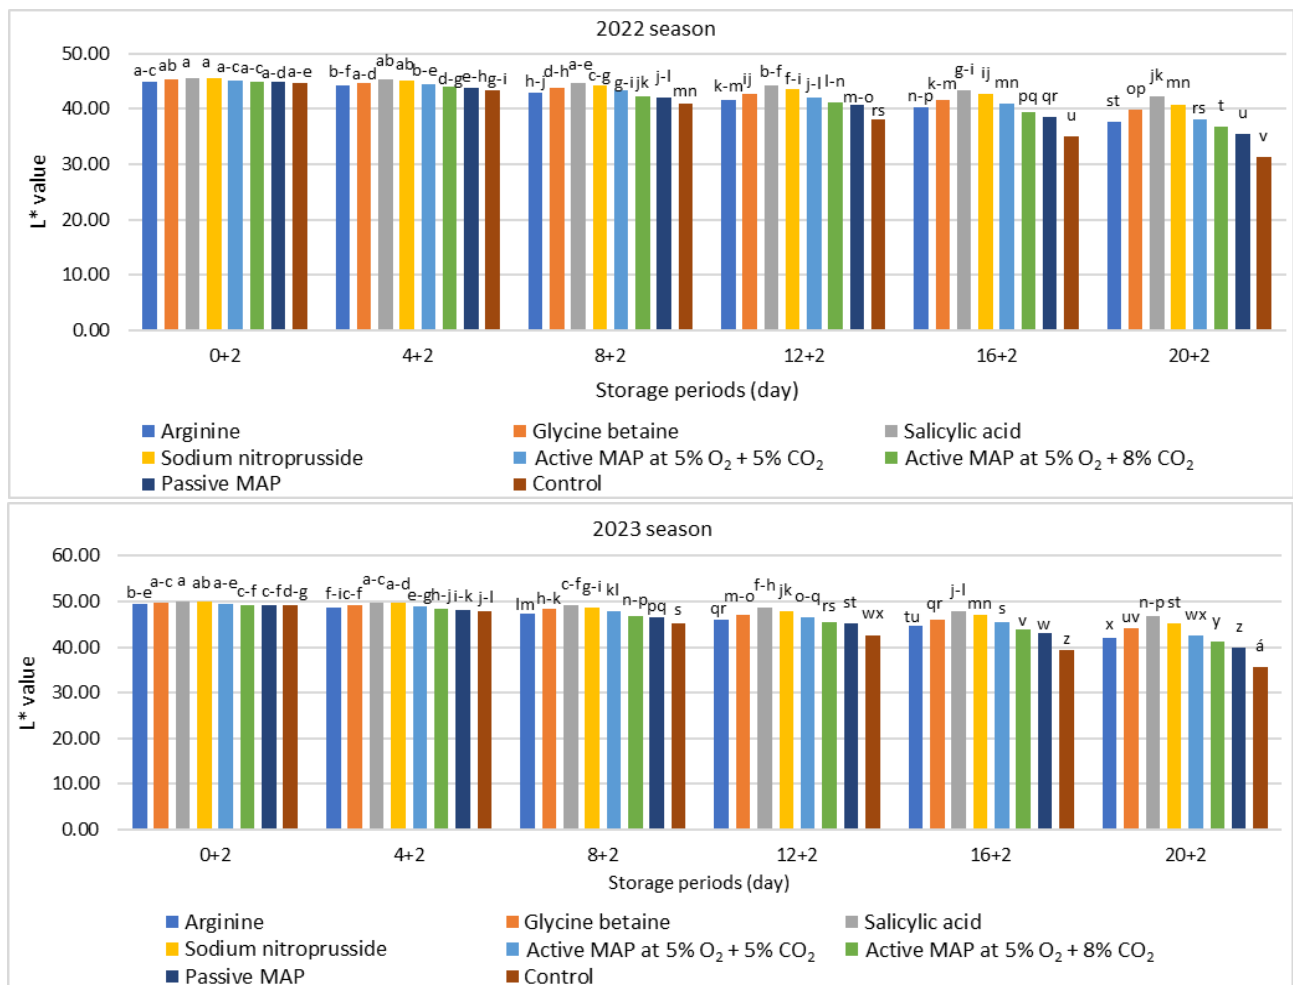 2022 season
L* value
50.00
40.00
30.00
20.00
10.00
0.00
a-c ab a a a-c a-c a-d a-e
b-f a-d ab ab b-e d-g e-h g-i
h-j d-h a-e c-g g-i jk j-l mn
k-m ij b-f f-i j-l l-n m-o rs
n-p k-m g-i ij mn pq qr u
st op jk mn rs t u v
0+2 4+2 8+2 12+2 16+2 20+2
Storage periods (day)
Arginine Glycine betaine Salicylic acid
Sodium nitroprusside Active MAP at 5% O₂ + 5% CO₂ Active MAP at 5% O₂ + 8% CO₂
Passive MAP Control
2023 season
L* value
60.00
50.00
40.00
30.00
20.00
10.00
0.00
b-e a-c a ab a-e c-f c-f d-g
f-i c-f a-c a-d e-g h-j i-k j-l
lm h-k c-f g-i kl n-p pq s
qr m-o f-h jk o-q rs st wx
tu qr j-l mn s v w z
x uv n-p st wx y z á
0+2 4+2 8+2 12+2 16+2 20+2
Storage periods (day)
Arginine Glycine betaine Salicylic acid
Sodium nitroprusside Active MAP at 5% O₂ + 5% CO₂ Active MAP at 5% O₂ + 8% CO₂
Passive MAP Control